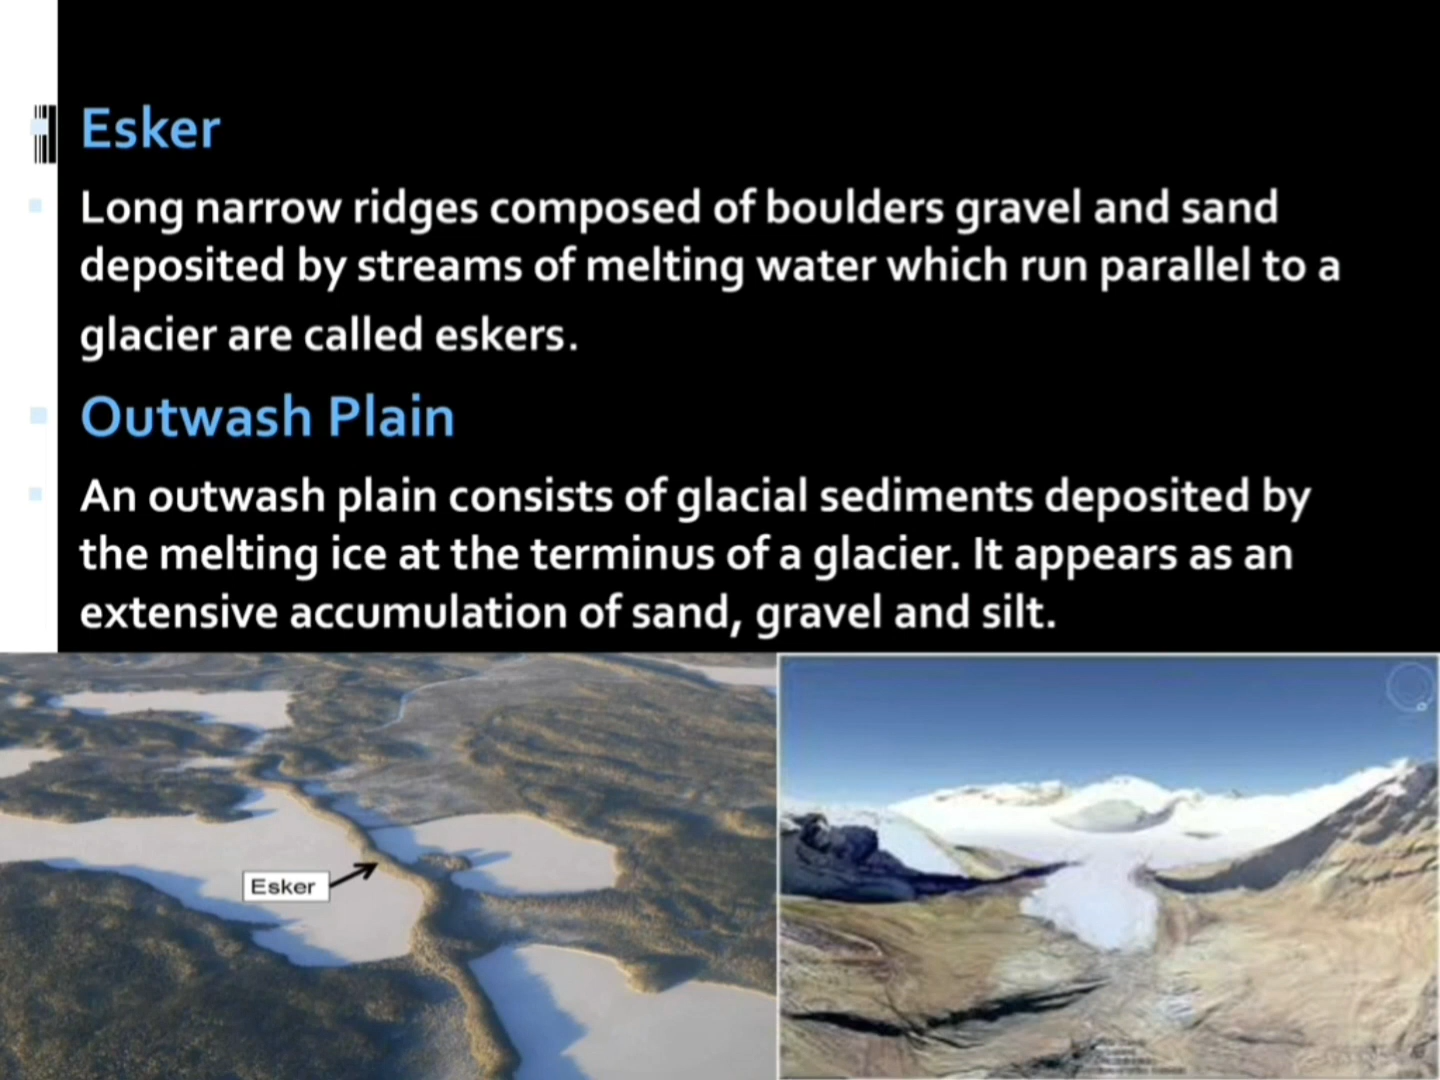 Esker
Long narrow ridges composed of boulders gravel and sand
deposited by streams of melting water which run parallel to a
glacier are called eskers.
Outwash Plain
An outwash plain consists of glacial sediments deposited by
the melting ice at the terminus of a glacier. It appears as an
extensive accumulation of sand, gravel and silt.
Esker